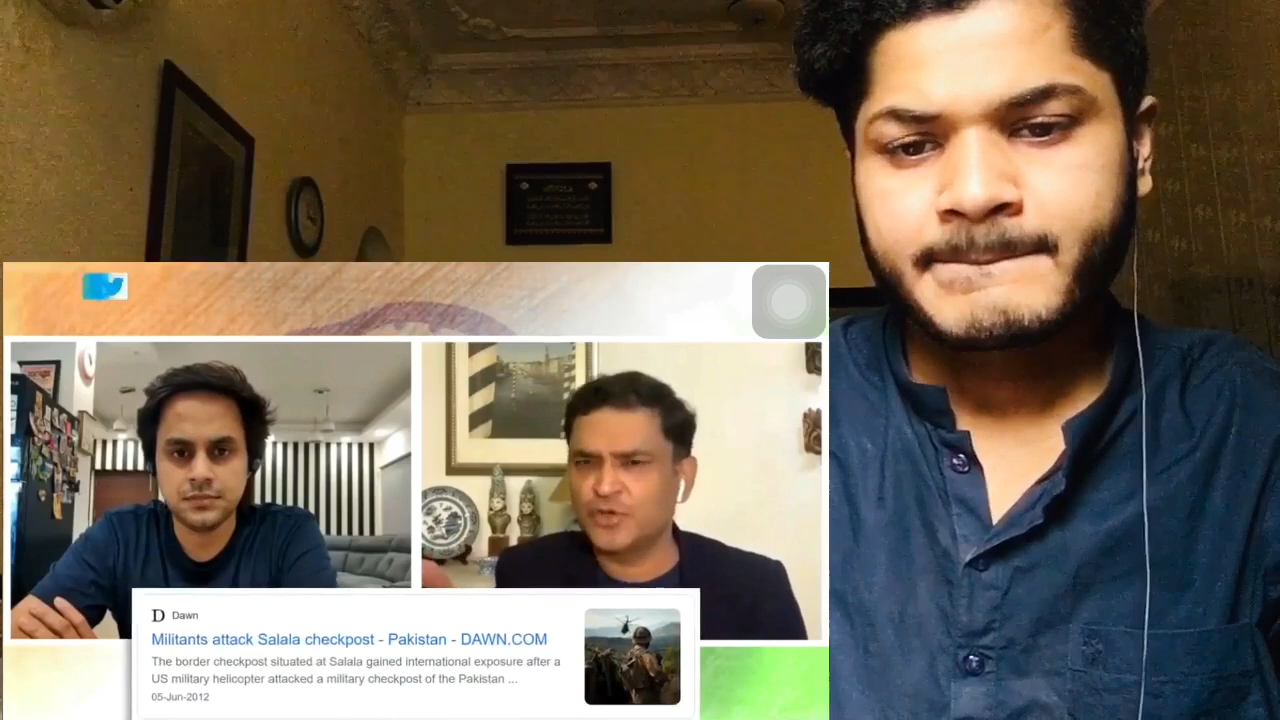 D Dawn
Militants attack Salala checkpost - Pakistan - DAWN.COM
The border checkpost situated at Salala gained international exposure after a
US military helicopter attacked a military checkpost of the Pakistan ...
05-Jun-2012